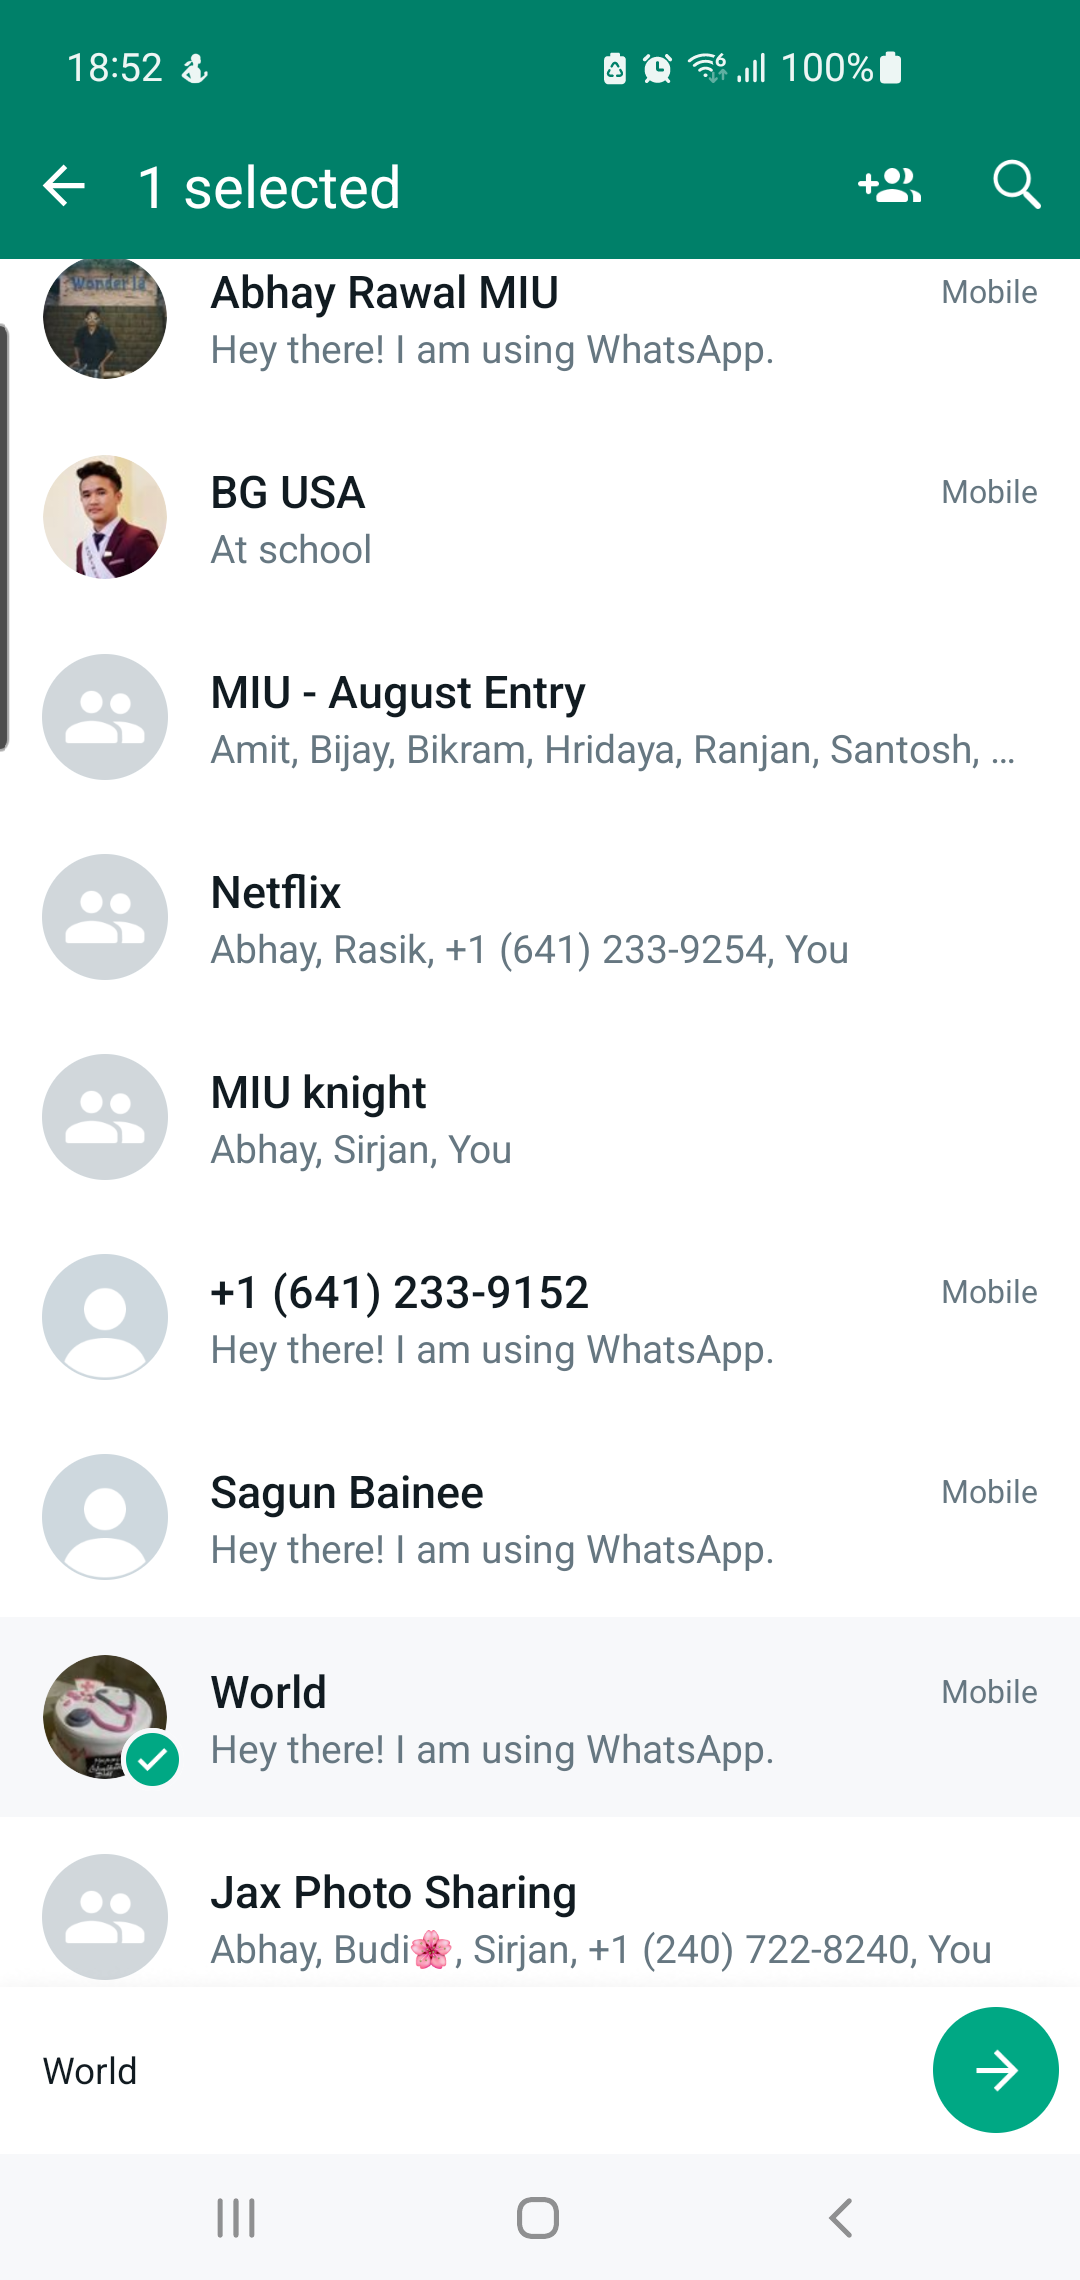 18:52
100%
1 selected
Abhay Rawal MIU
Mobile
Hey there! I am using WhatsApp.
BG USA
Mobile
At school
MIU - August Entry
Amit, Bijay, Bikram, Hridaya, Ranjan, Santosh, ...
Netflix
Abhay, Rasik, +1 (641) 233-9254, You
MIU knight
Abhay, Sirjan, You
+1 (641) 233-9152
Mobile
Hey there! I am using WhatsApp.
Sagun Bainee
Mobile
Hey there! I am using WhatsApp.
World
Mobile
Hey there! I am using WhatsApp.
Jax Photo Sharing
Abhay, Budi🌸, Sirjan, +1 (240) 722-8240, You
World